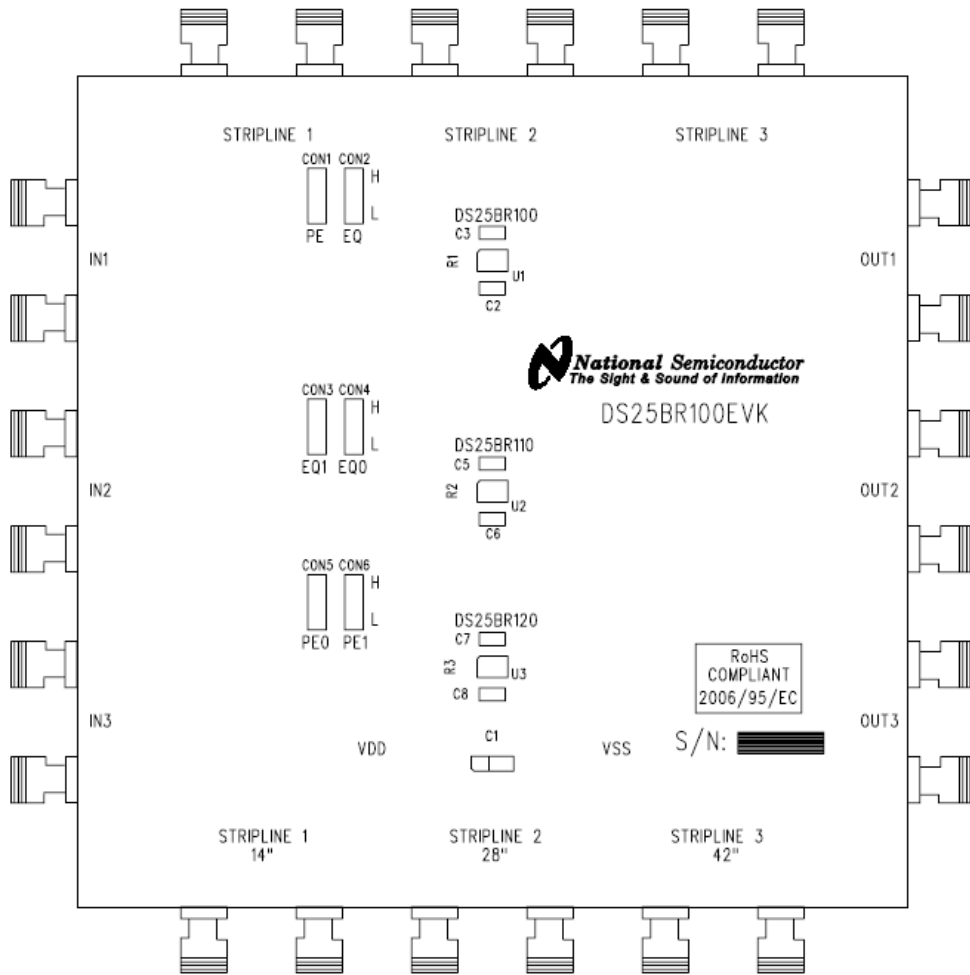 STRIPLINE 1 STRIPLINE 2 STRIPLINE 3
CON1 CON2
H
L
PE EQ
DS25BR100
C3
R1
U1
C2
IN1
OUT1
National Semiconductor
The Sight & Sound of Information
DS25BR100EVK
CON3 CON4
H
L
EQ1 EQ0
DS25BR110
C5
R2
U2
C6
IN2
OUT2
CON5 CON6
H
L
PE0 PE1
DS25BR120
C7
R3
U3
C8
RoHS
COMPLIANT
2006/95/EC
IN3
OUT3
C1
VDD
VSS
S/N:
STRIPLINE 1 STRIPLINE 2 STRIPLINE 3
14" 28" 42"